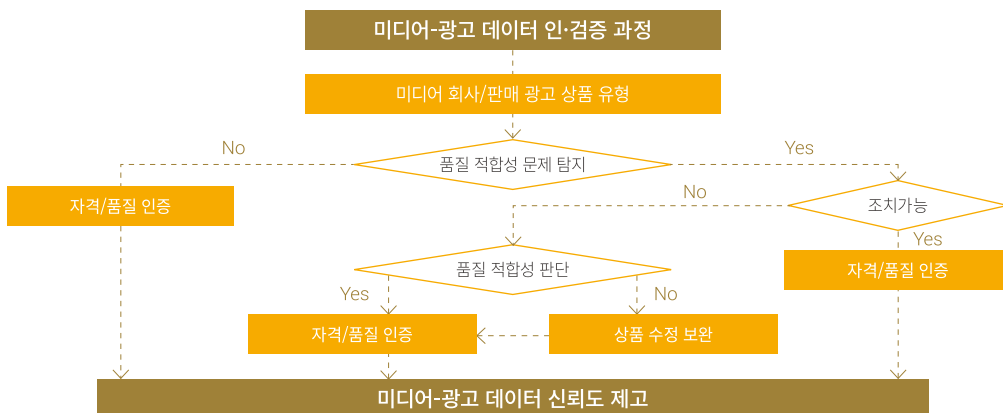 미디어-광고 데이터 인·검증 과정
미디어 회사/판매 광고 상품 유형
No
Yes
품질 적합성 문제 탐지
자격/품질 인증
No
조치가능
Yes
품질 적합성 판단
자격/품질 인증
Yes
No
자격/품질 인증
상품 수정 보완
미디어-광고 데이터 신뢰도 제고